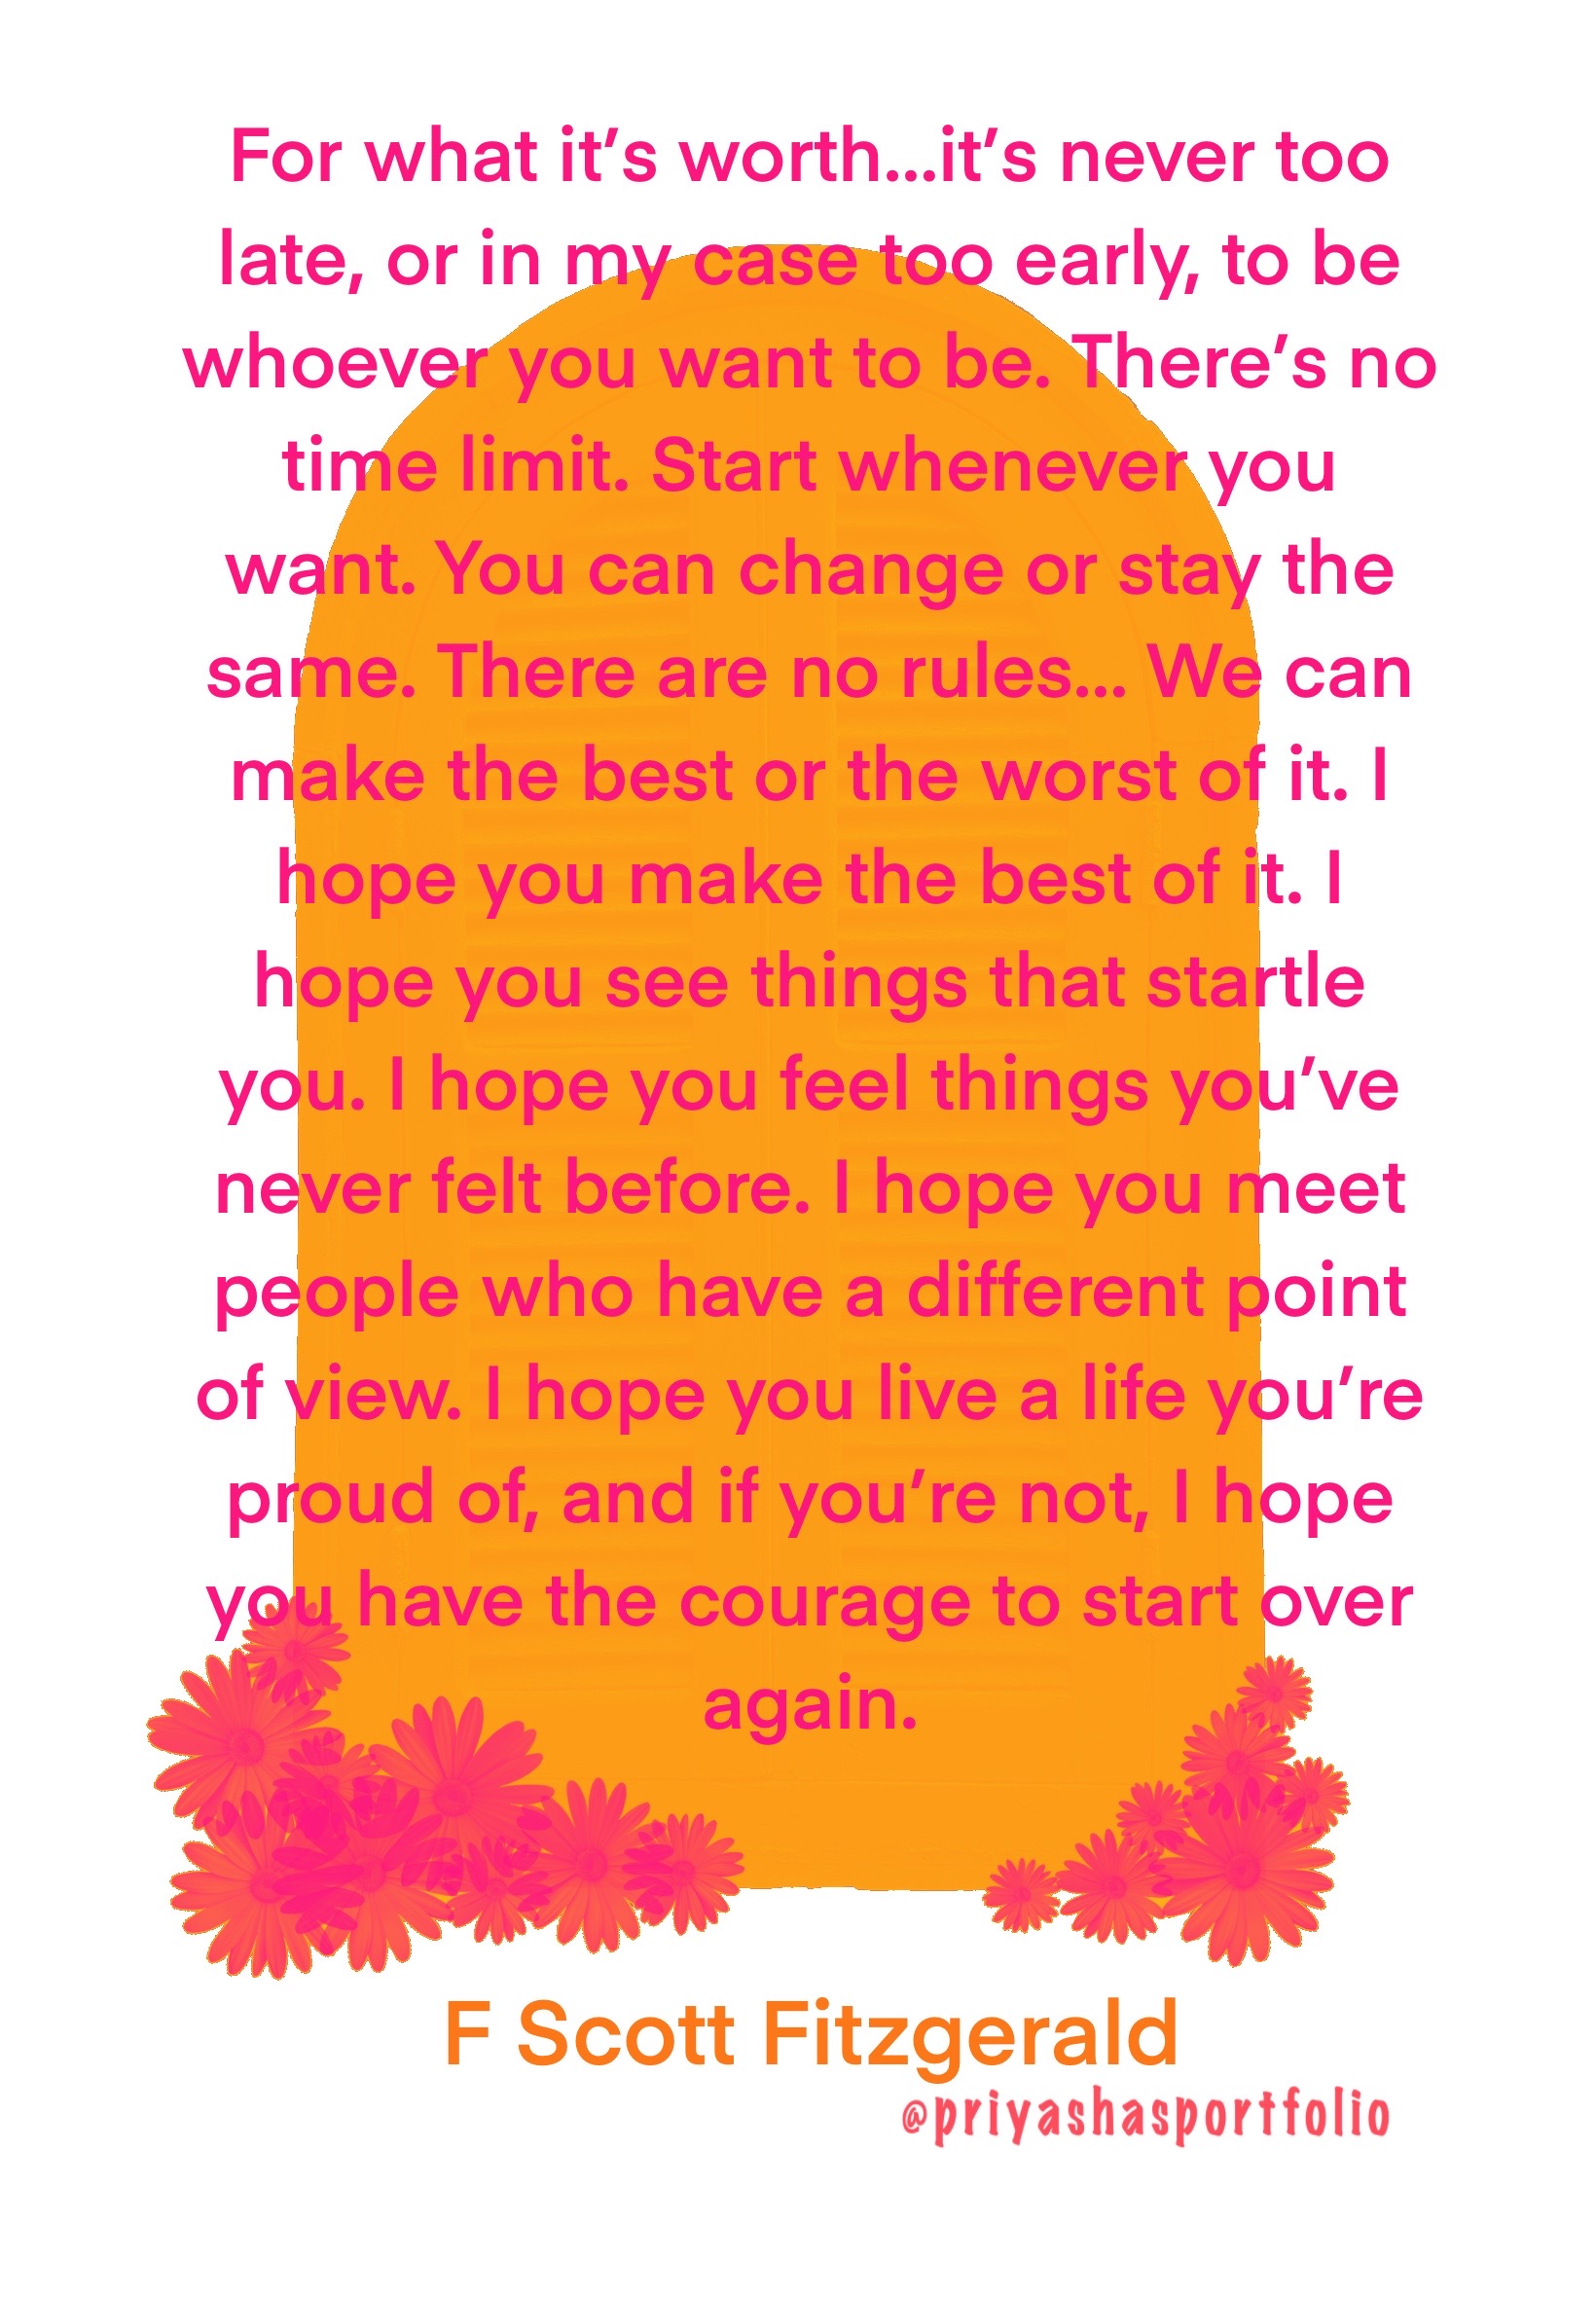 For what it’s worth...it’s never too
late, or in my case too early, to be
whoever you want to be. There’s no
time limit. Start whenever you
want. You can change or stay the
same. There are no rules... We can
make the best or the worst of it. I
hope you make the best of it. I
hope you see things that startle
you. I hope you feel things you’ve
never felt before. I hope you meet
people who have a different point
of view. I hope you live a life you’re
proud of, and if you’re not, I hope
you have the courage to start over
again.
F Scott Fitzgerald
@priyashasportfolio